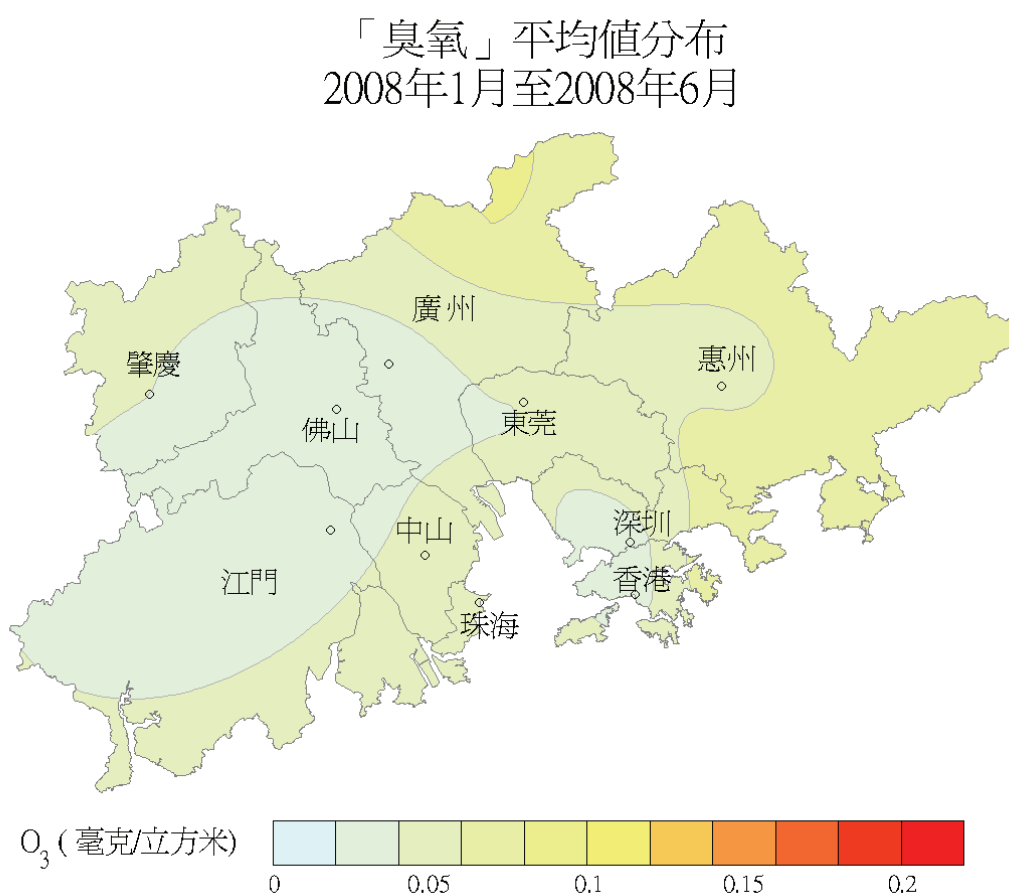 「臭氧」平均値分布
2008年1月至2008年6月
廣州
肇慶
惠州
佛山
東莞
中山
深圳
江門
香港
珠海
O₃ ( 毫克/立方米)
0 0.05 0.1 0.15 0.2